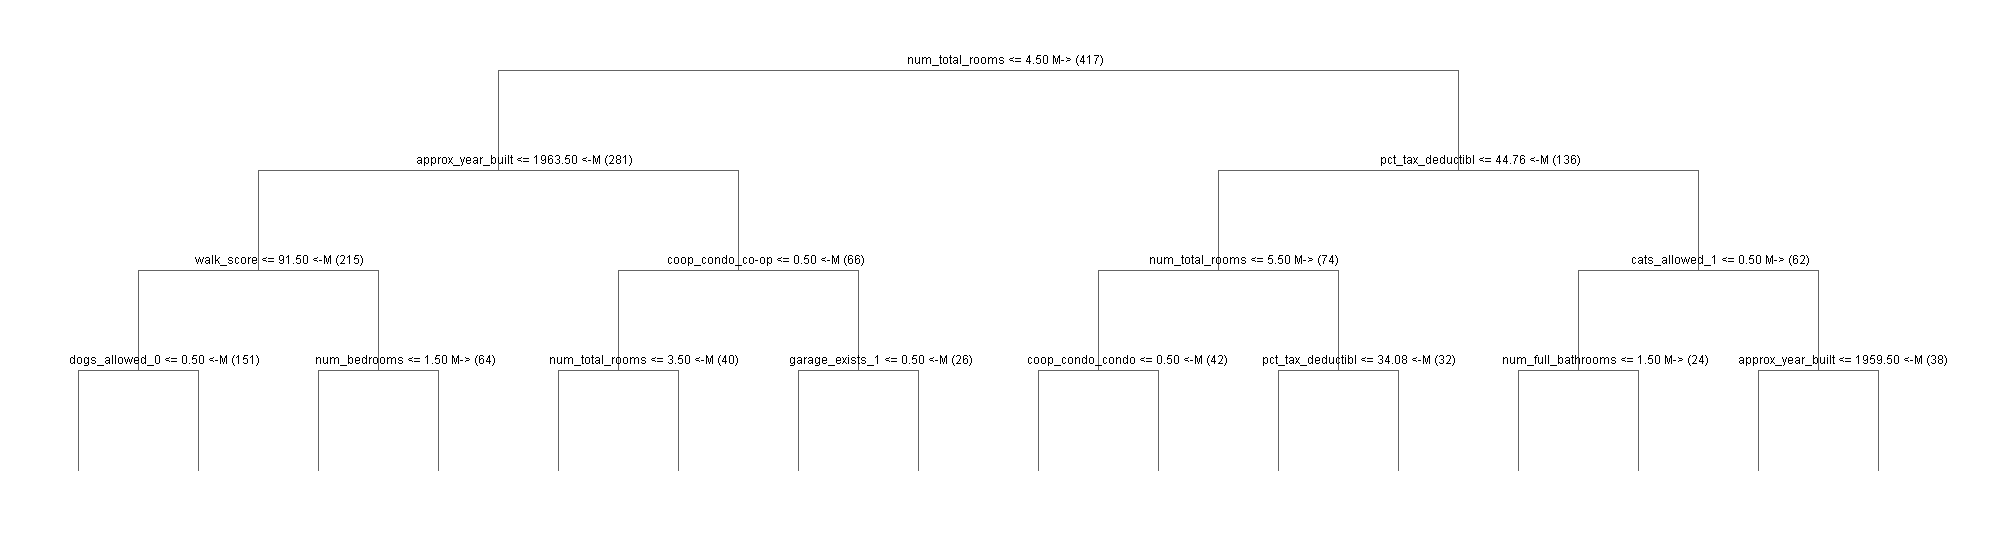 num_total_rooms <= 4.50 M-> (417)
approx_year_built <= 1963.50 <-M (281)
pct_tax_deductibl <= 44.76 <-M (136)
walk_score <= 91.50 <-M (215)
coop_condo_co-op <= 0.50 <-M (66)
num_total_rooms <= 5.50 M-> (74)
cats_allowed_1 <= 0.50 M-> (62)
dogs_allowed_0 <= 0.50 <-M (151)
num_bedrooms <= 1.50 M-> (64)
num_total_rooms <= 3.50 <-M (40)
garage_exists_1 <= 0.50 <-M (26)
coop_condo_condo <= 0.50 <-M (42)
pct_tax_deductibl <= 34.08 <-M (32)
num_full_bathrooms <= 1.50 M-> (24)
approx_year_built <= 1959.50 <-M (38)